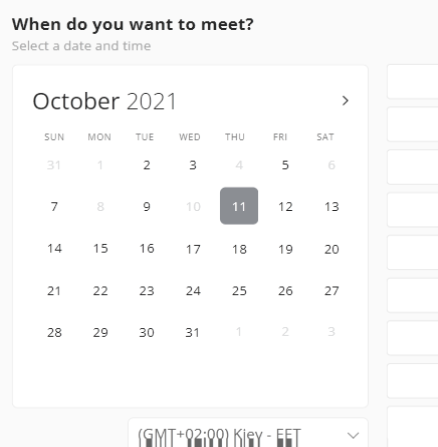 When do you want to meet?
Select a date and time
October 2021
SUN MON TUE WED THU FRI SAT
31 1 2 3 4 5 6
7 8 9 10 11 12 13
14 15 16 17 18 19 20
21 22 23 24 25 26 27
28 29 30 31 1 2 3
(GMT+02:00) Kiev - EET